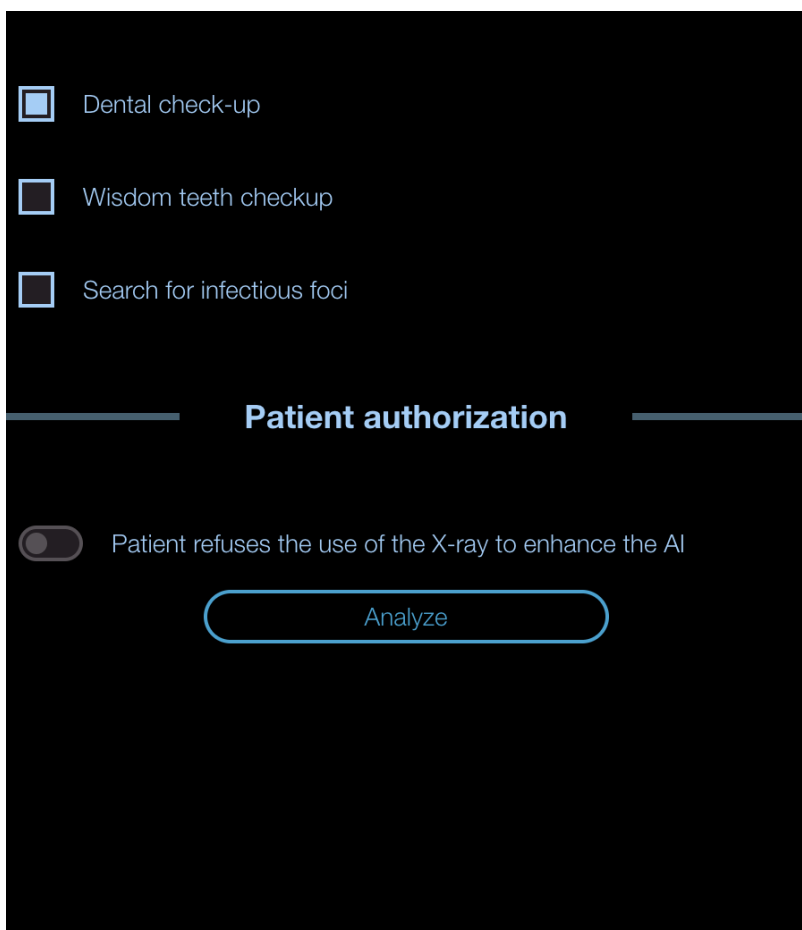 Dental check-up
Wisdom teeth checkup
Search for infectious foci
Patient authorization
Patient refuses the use of the X-ray to enhance the AI
Analyze